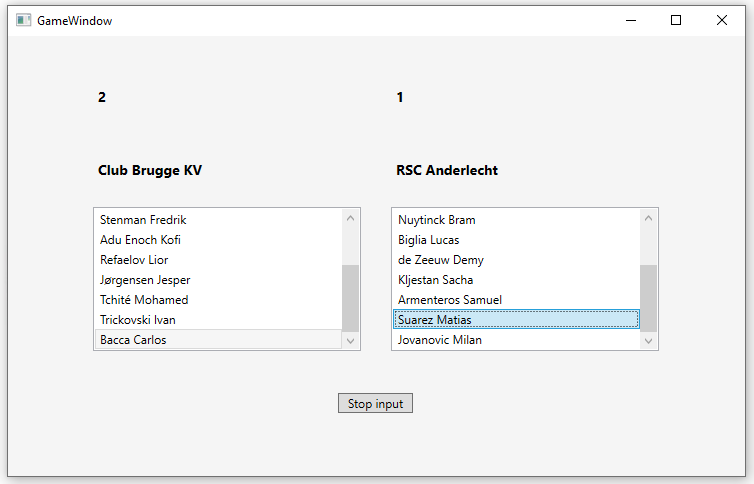 GameWindow
2
1
Club Brugge KV
RSC Anderlecht
Stenman Fredrik
Adu Enoch Kofi
Refaelov Lior
Jørgensen Jesper
Tchité Mohamed
Trickovski Ivan
Bacca Carlos
Nuytinck Bram
Biglia Lucas
de Zeeuw Demy
Kljestan Sacha
Armenteros Samuel
Suarez Matias
Jovanovic Milan
Stop input